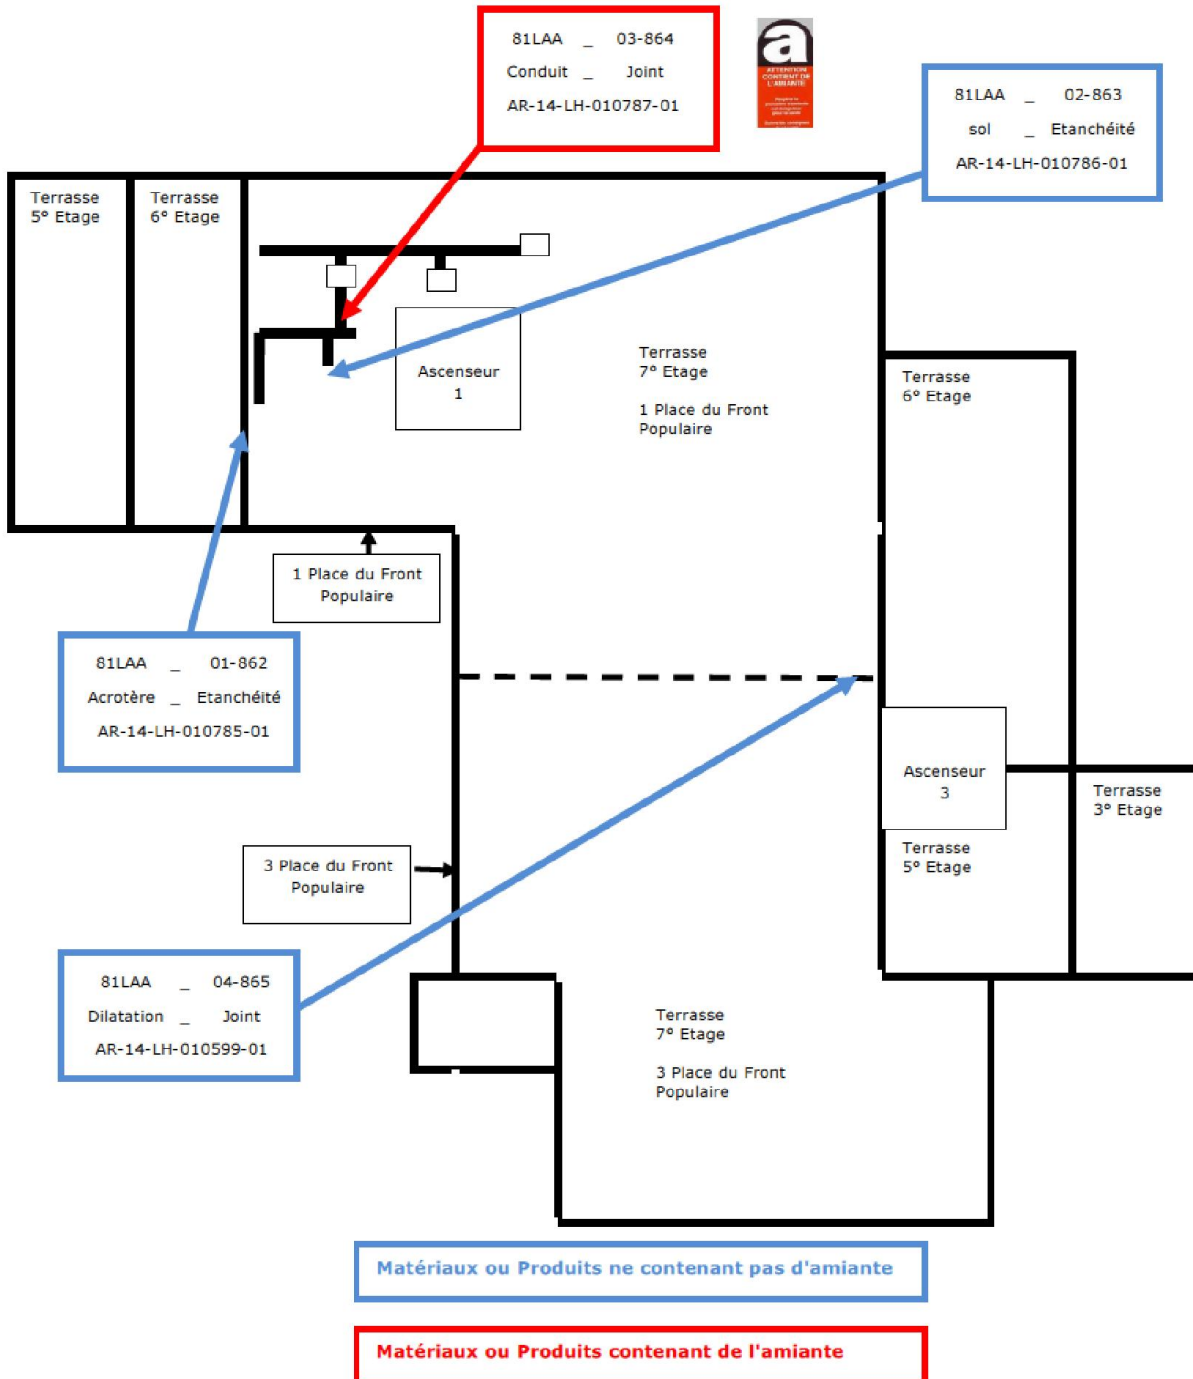 81LAA _ 03-864
Conduit _ Joint
AR-14-LH-010787-01
a
ATTENTION
CONTIENT DE
L'AMIANTE
81LAA _ 02-863
sol _ Etanchéité
AR-14-LH-010786-01
Terrasse
5° Etage
Terrasse
6° Etage
Ascenseur
1
Terrasse
7° Etage
1 Place du Front
Populaire
Terrasse
6° Etage
1 Place du Front
Populaire
81LAA _ 01-862
Acrotère _ Etanchéité
AR-14-LH-010785-01
Ascenseur
3
Terrasse
3° Etage
Terrasse
5° Etage
3 Place du Front
Populaire
81LAA _ 04-865
Dilatation _ Joint
AR-14-LH-010599-01
Terrasse
7° Etage
3 Place du Front
Populaire
Matériaux ou Produits ne contenant pas d'amiante
Matériaux ou Produits contenant de l'amiante